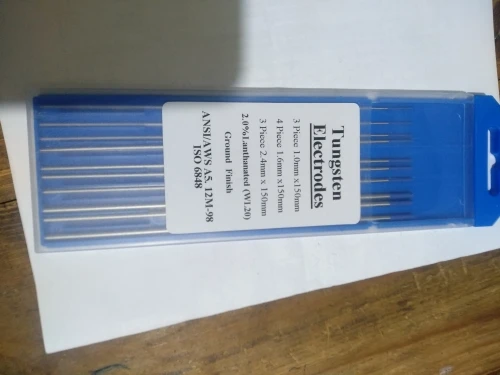 Tungsten
Electrodes
3 Piece 1.0mm x150mm
4 Piece 1.6mm x150mm
3 Piece 2.4mm x 150mm
2.0%Lanthanated (WL20)
Ground Finish
ANSI/AWS A5. 12M-98
ISO 6848